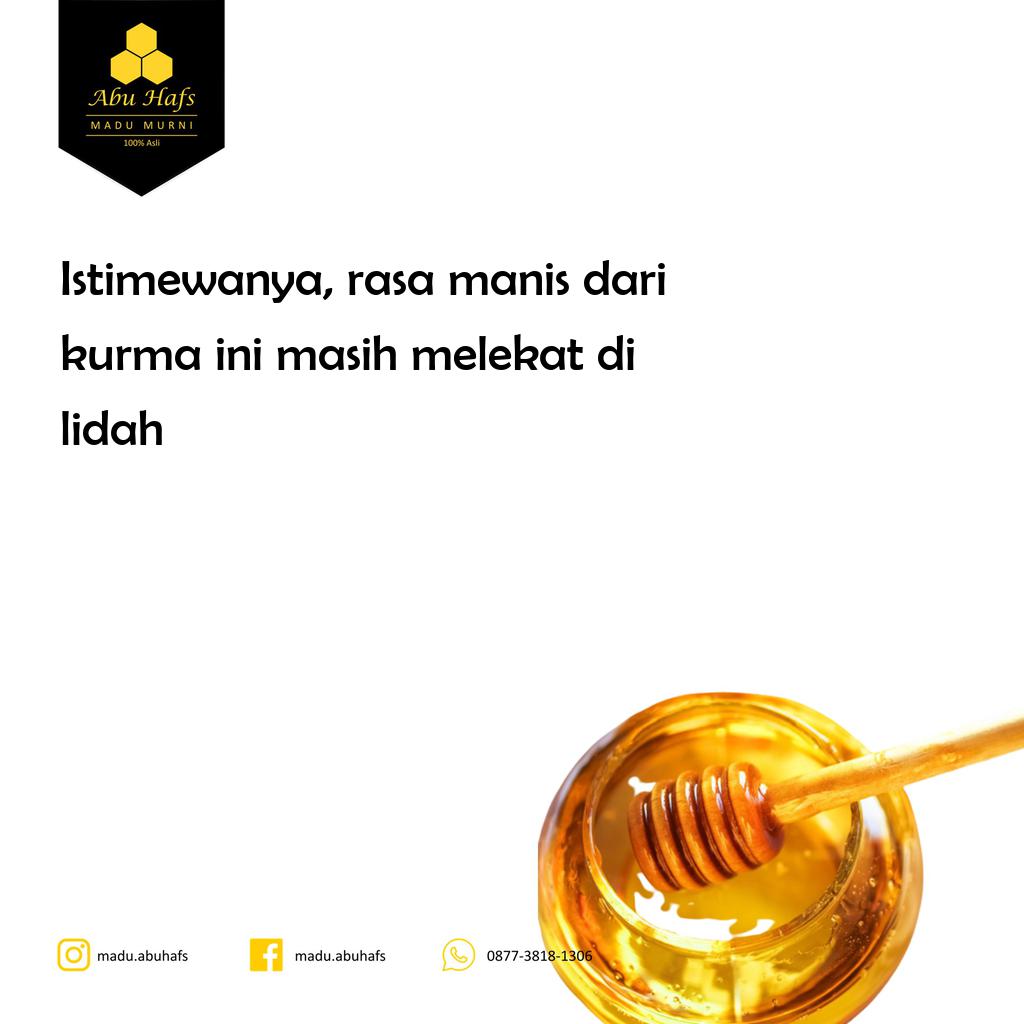 Abu Hafs
MADU MURNI
100% Asli
Istimewanya, rasa manis dari
kurma ini masih melekat di
lidah
madu.abuhafs
madu.abuhafs
0877-3818-1306